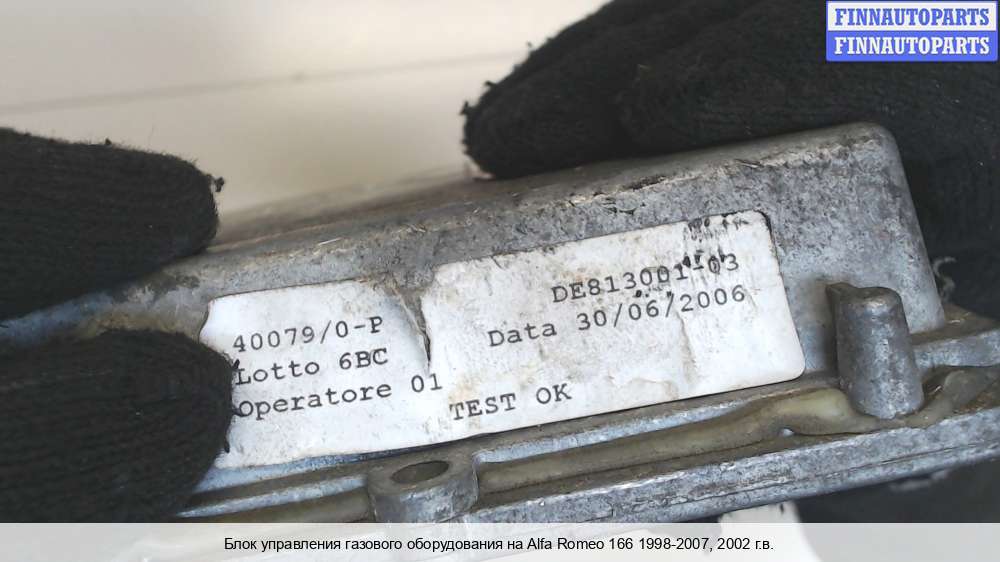 FINNAUTOPARTS
FINNAUTOPARTS
40079/0-P
DE813001-03
Lotto 6BC
Data 30/06/2006
Operatore 01
TEST OK
Блок управления газового оборудования на Alfa Romeo 166 1998-2007, 2002 г.в.